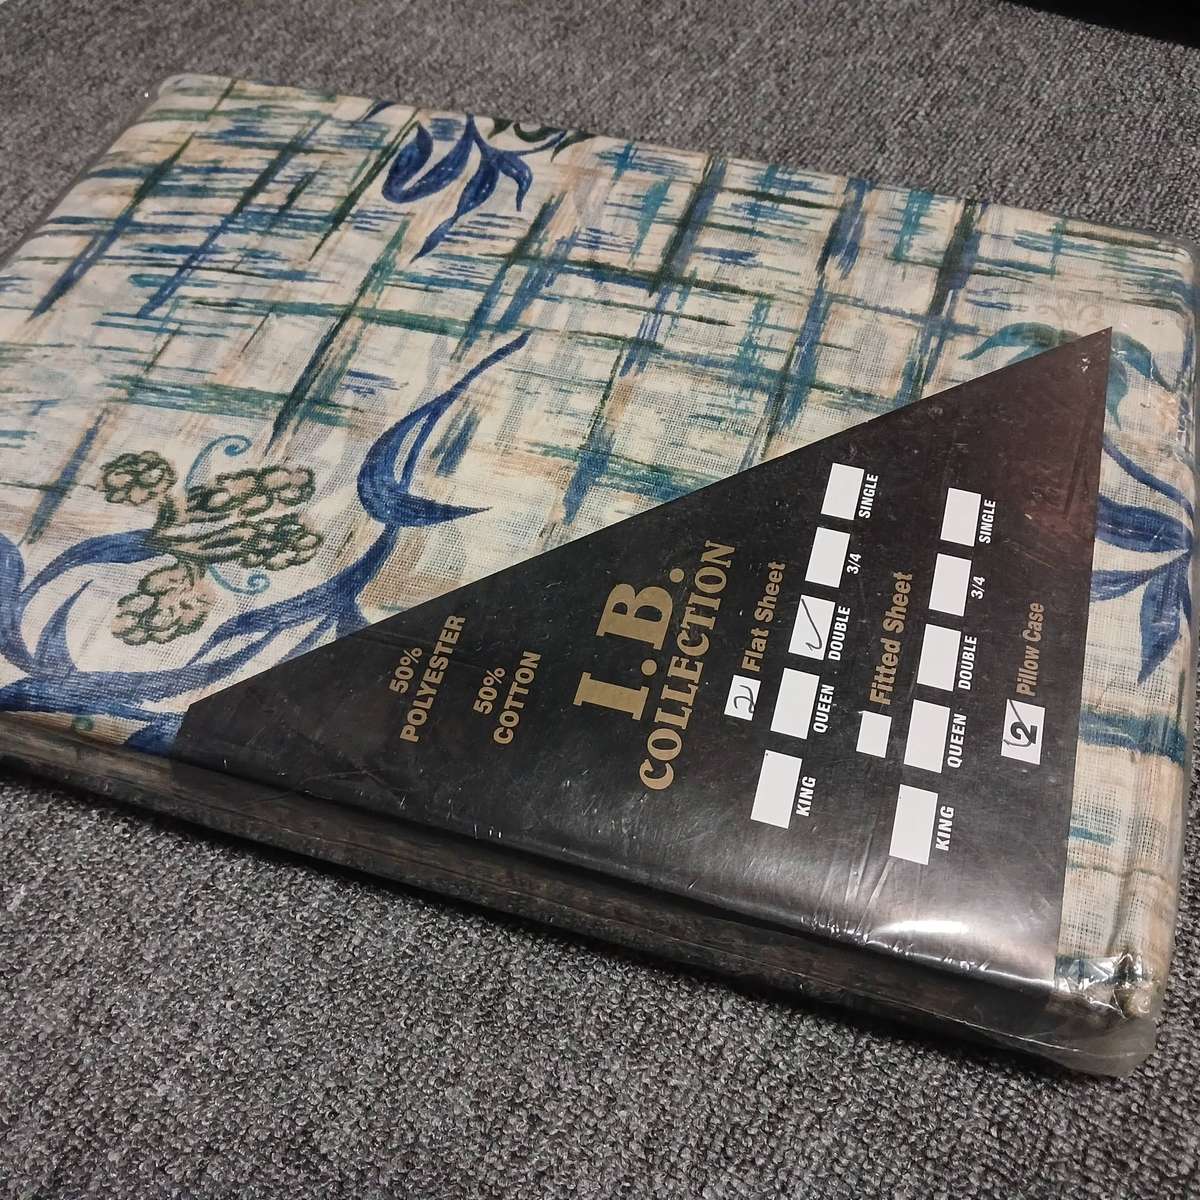 50%
POLYESTER
50%
COTTON
I.B.
COLLECTION
2 Flat Sheet
KING QUEEN ✓ DOUBLE 3/4 SINGLE
Fitted Sheet
KING QUEEN DOUBLE 3/4 SINGLE
2 Pillow Case